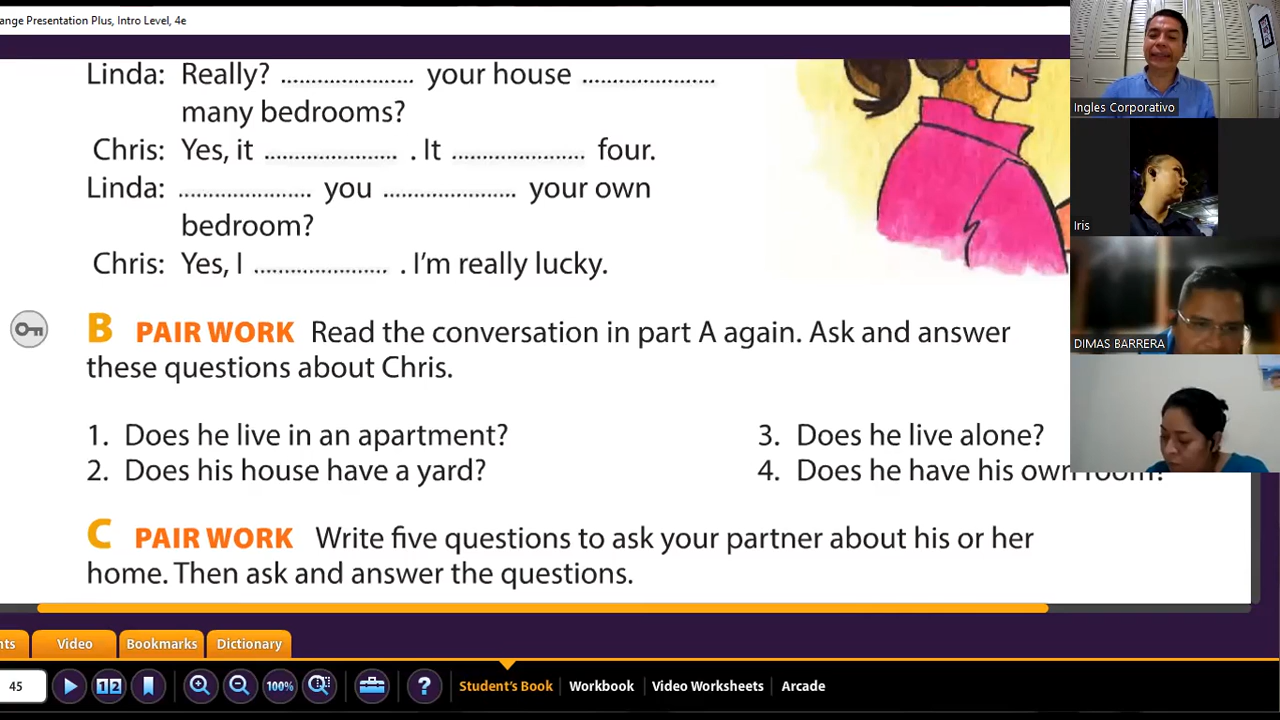 ange Presentation Plus, Intro Level, 4e
Linda: Really? ...................... your house ......................
many bedrooms?
Chris: Yes, it ...................... . It ...................... four.
Linda: ...................... you ...................... your own
bedroom?
Chris: Yes, I ...................... . I'm really lucky.
B PAIR WORK Read the conversation in part A again. Ask and answer
these questions about Chris.
1. Does he live in an apartment?
2. Does his house have a yard?
3. Does he live alone?
4. Does he have his own room?
C PAIR WORK Write five questions to ask your partner about his or her
home. Then ask and answer the questions.
Ingles Corporativo
Iris
DIMAS BARRERA
nts Video Bookmarks Dictionary
45 1 2 100% ? Student's Book Workbook Video Worksheets Arcade